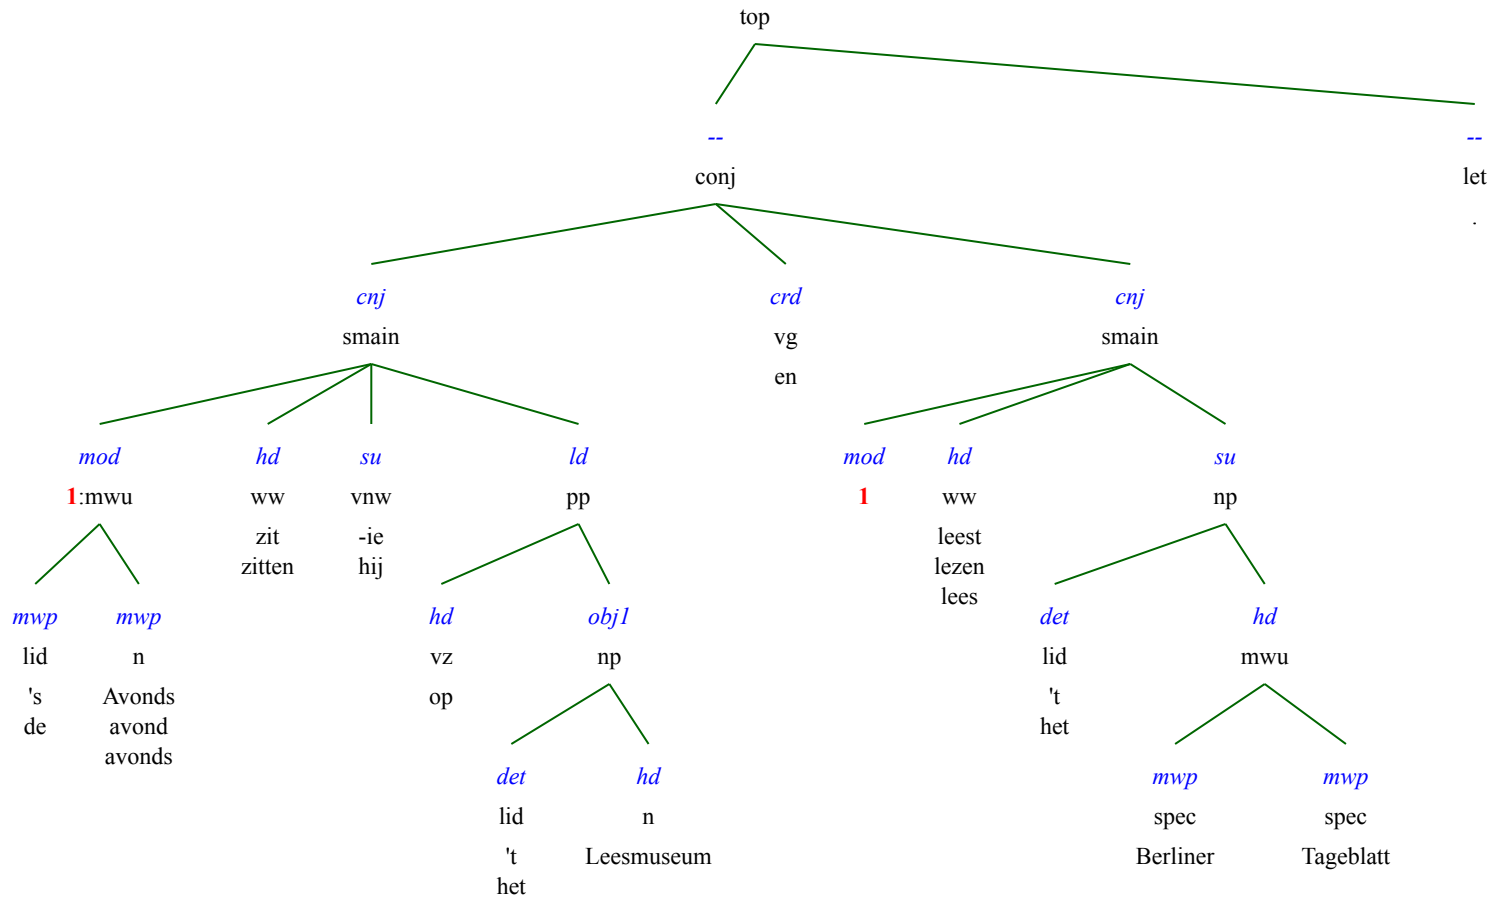 top
-- --
conj let
.
cnj crd cnj
smain vg smain
en
mod hd su ld mod hd su
1:mwu ww vnw pp 1 ww np
zit -ie leest
zitten hij lezen
lees
mwp mwp hd obj1 det hd
lid n vz np lid mwu
's Avonds op 't
de avond het
avonds
det hd mwp mwp
lid n spec spec
't Leesmuseum Berliner Tageblatt
het